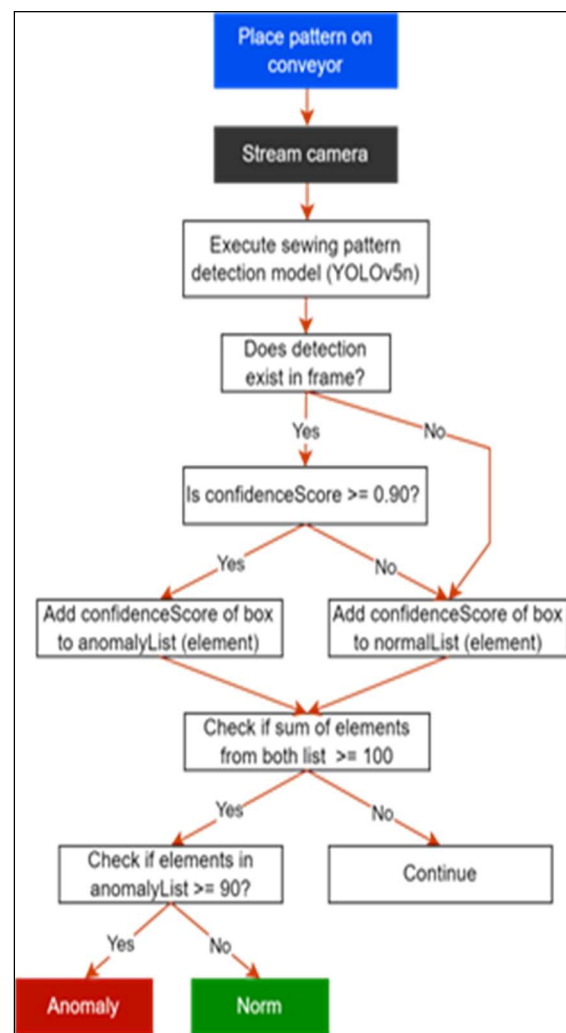 Place pattern on
conveyor
Stream camera
Execute sewing pattern
detection model (YOLOv5n)
Does detection
exist in frame?
Yes
No
Is confidenceScore >= 0.90?
Yes
No
Add confidenceScore of box
to anomalyList (element)
Add confidenceScore of box
to normalList (element)
Check if sum of elements
from both list >= 100
Yes
No
Check if elements in
anomalyList >= 90?
Continue
Yes
No
Anomaly
Norm